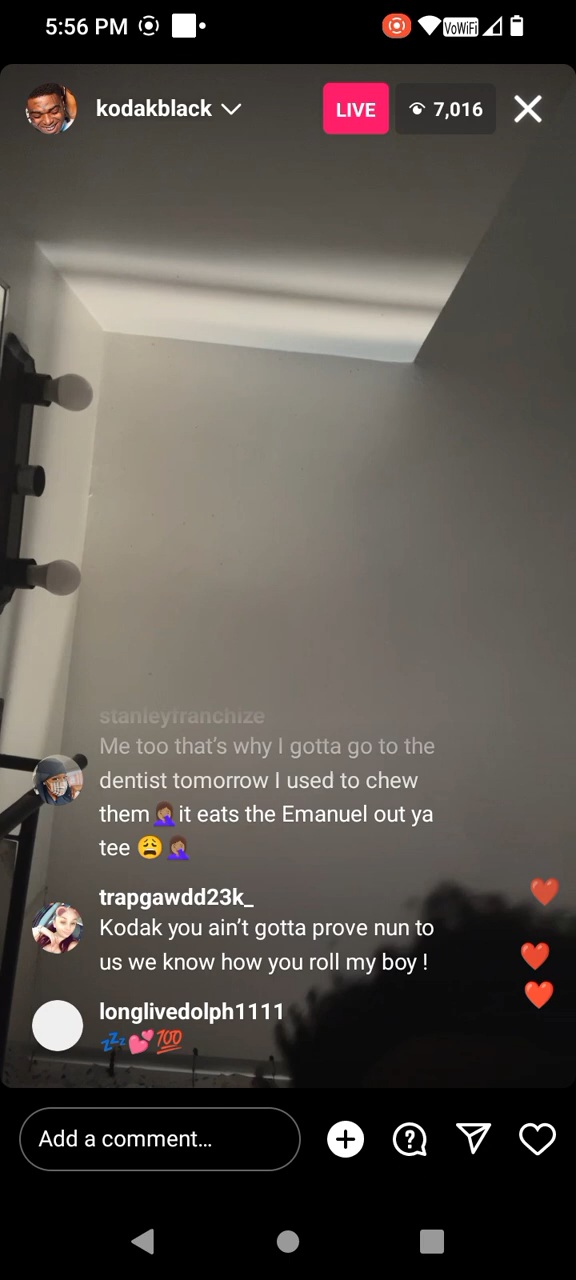 5:56 PM
VoWiFi
kodakblack
LIVE
7,016
stanleyfranchize
Me too that’s why I gotta go to the
dentist tomorrow I used to chew
them🤦🏽‍♀️it eats the Emanuel out ya
tee 😩🤦🏽‍♀️
trapgawdd23k_
Kodak you ain’t gotta prove nun to
us we know how you roll my boy !
longlivedolph1111
💤💕💯
Add a comment...